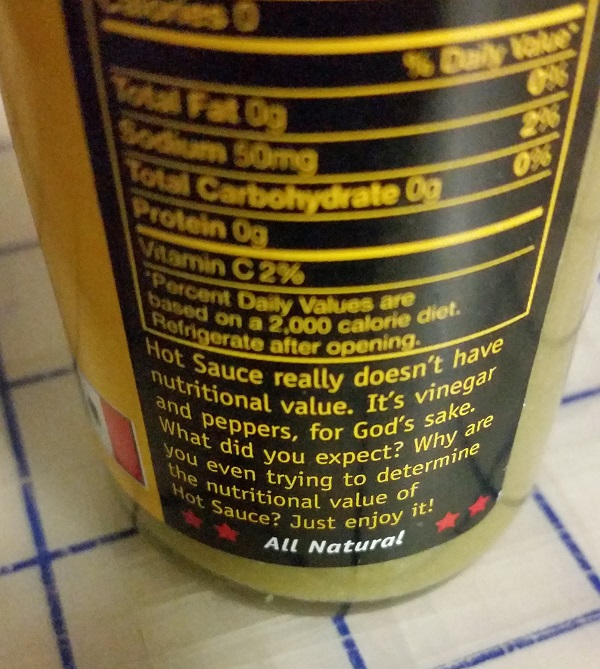 Calories 0
% Daily Value*
Total Fat 0g 0%
Sodium 50mg 2%
Total Carbohydrate 0g 0%
Protein 0g
Vitamin C 2%
*Percent Daily Values are
based on a 2,000 calorie diet.
Refrigerate after opening.
Hot Sauce really doesn't have
nutritional value. It's vinegar
and peppers, for God's sake.
What did you expect? Why are
you even trying to determine
the nutritional value of
Hot Sauce? Just enjoy it!
All Natural